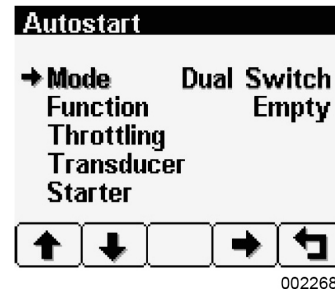 Autostart
Mode Dual Switch
Function Empty
Throttling
Transducer
Starter
002268